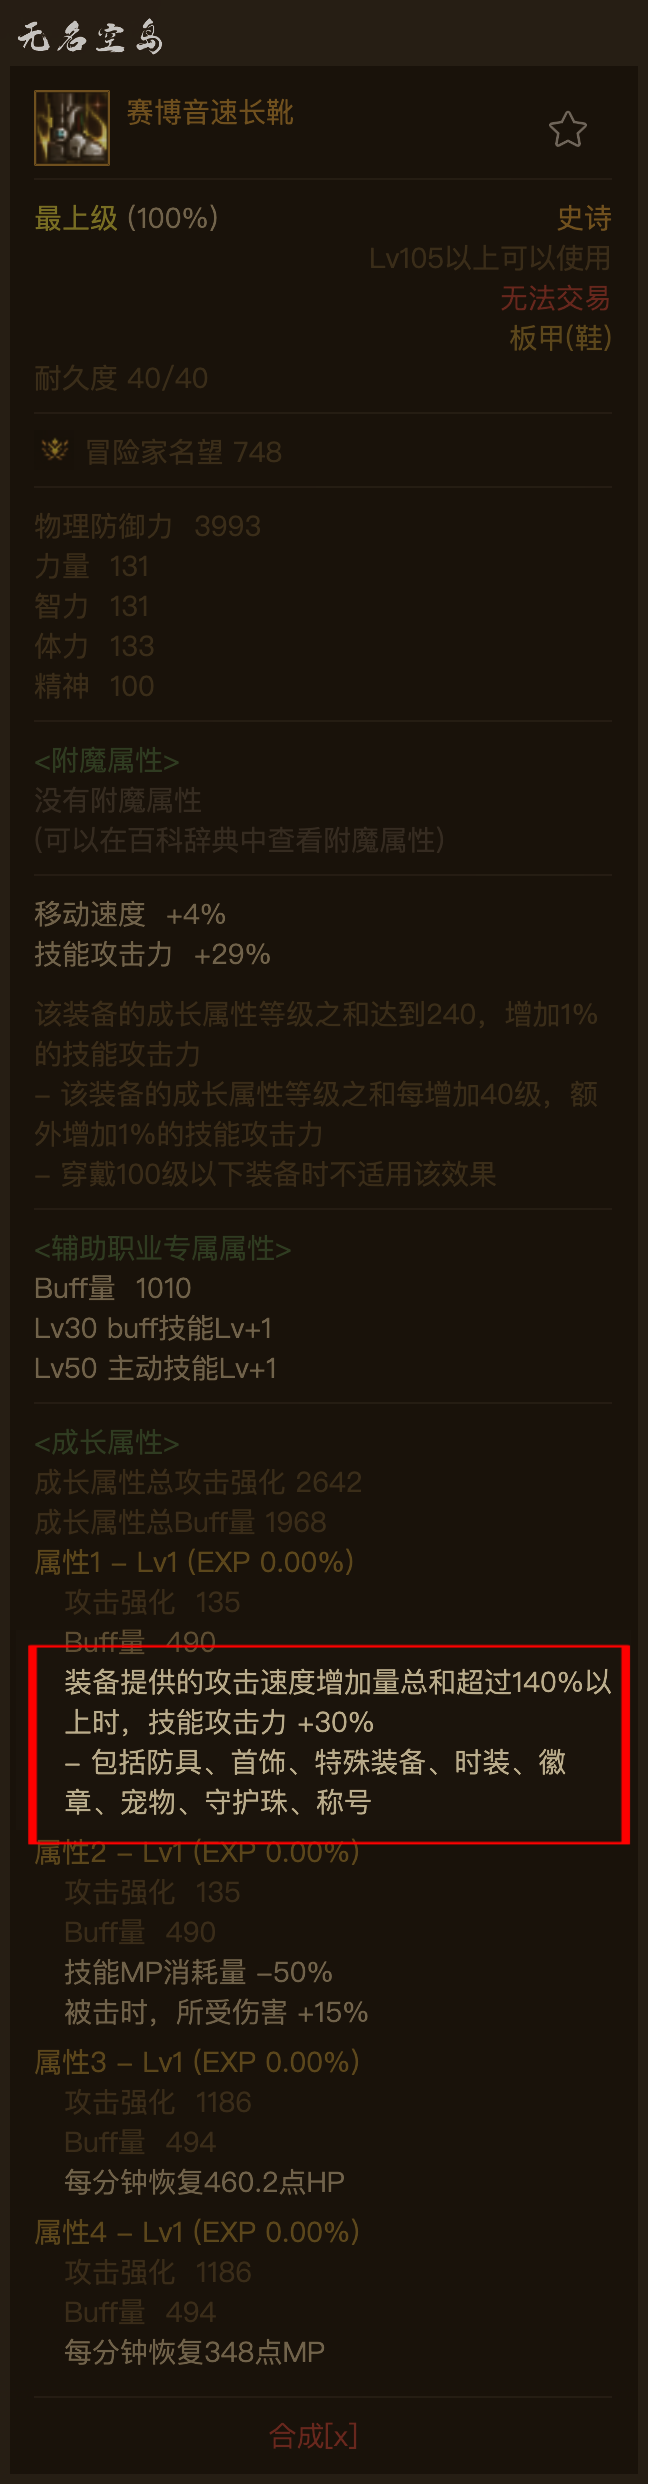 无名空岛
赛博音速长靴
最上级 (100%)
史诗
Lv105以上可以使用
无法交易
板甲(鞋)
耐久度 40/40
冒险家名望 748
物理防御力 3993
力量 131
智力 131
体力 133
精神 100
<附魔属性>
没有附魔属性
(可以在百科辞典中查看附魔属性)
移动速度 +4%
技能攻击力 +29%
该装备的成长属性等级之和达到240，增加1%
的技能攻击力
- 该装备的成长属性等级之和每增加40级，额
外增加1%的技能攻击力
- 穿戴100级以下装备时不适用该效果
<辅助职业专属属性>
Buff量 1010
Lv30 buff技能Lv+1
Lv50 主动技能Lv+1
<成长属性>
成长属性总攻击强化 2642
成长属性总Buff量 1968
属性1 - Lv1 (EXP 0.00%)
攻击强化 135
Buff量 490
装备提供的攻击速度增加量总和超过140%以
上时，技能攻击力 +30%
- 包括防具、首饰、特殊装备、时装、徽
章、宠物、守护珠、称号
属性2 - Lv1 (EXP 0.00%)
攻击强化 135
Buff量 490
技能MP消耗量 -50%
被击时，所受伤害 +15%
属性3 - Lv1 (EXP 0.00%)
攻击强化 1186
Buff量 494
每分钟恢复460.2点HP
属性4 - Lv1 (EXP 0.00%)
攻击强化 1186
Buff量 494
每分钟恢复348点MP
合成[x]